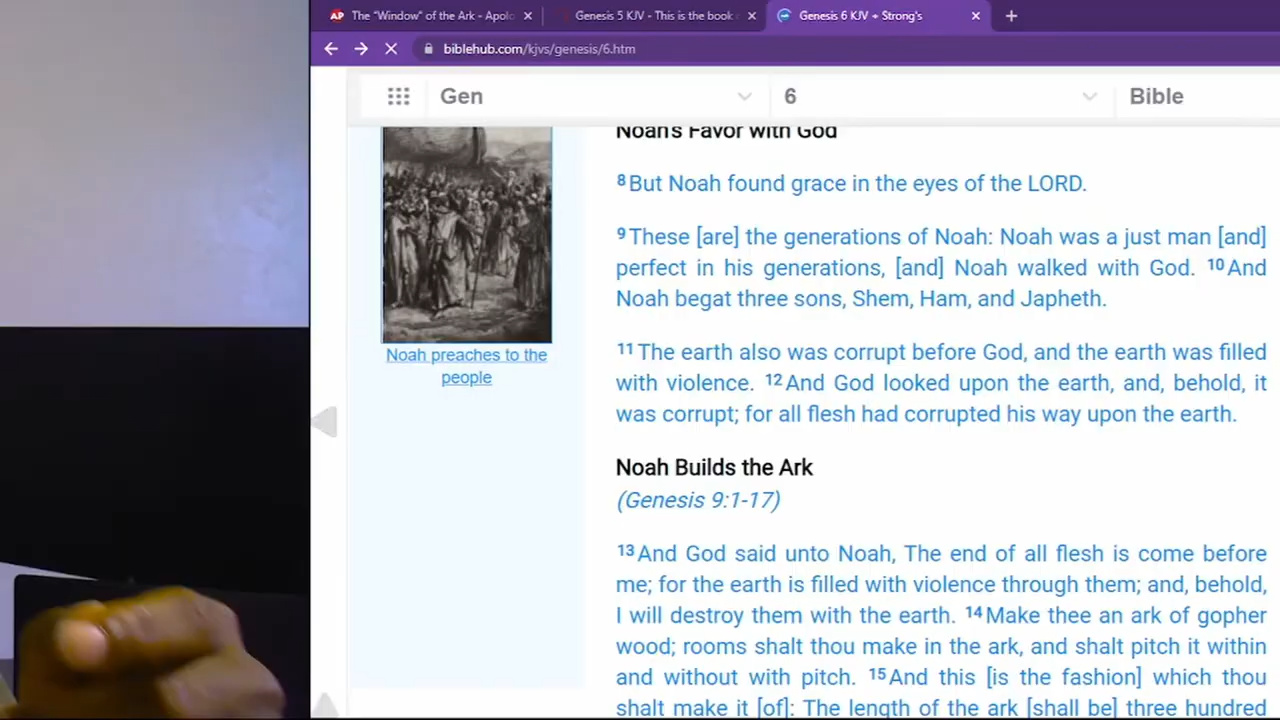 The "Window" of the Ark - Apolo
Genesis 5 KJV - This is the book
Genesis 6 KJV + Strong's
biblehub.com/kjvs/genesis/6.htm
Gen
6
Bible
Noah's Favor with God
8 But Noah found grace in the eyes of the LORD.
9 These [are] the generations of Noah: Noah was a just man [and]
perfect in his generations, [and] Noah walked with God. 10 And
Noah begat three sons, Shem, Ham, and Japheth.
Noah preaches to the
people
11 The earth also was corrupt before God, and the earth was filled
with violence. 12 And God looked upon the earth, and, behold, it
was corrupt; for all flesh had corrupted his way upon the earth.
Noah Builds the Ark
(Genesis 9:1-17)
13 And God said unto Noah, The end of all flesh is come before
me; for the earth is filled with violence through them; and, behold,
I will destroy them with the earth. 14 Make thee an ark of gopher
wood; rooms shalt thou make in the ark, and shalt pitch it within
and without with pitch. 15 And this [is the fashion] which thou
shalt make it [of]: The length of the ark [shall be] three hundred